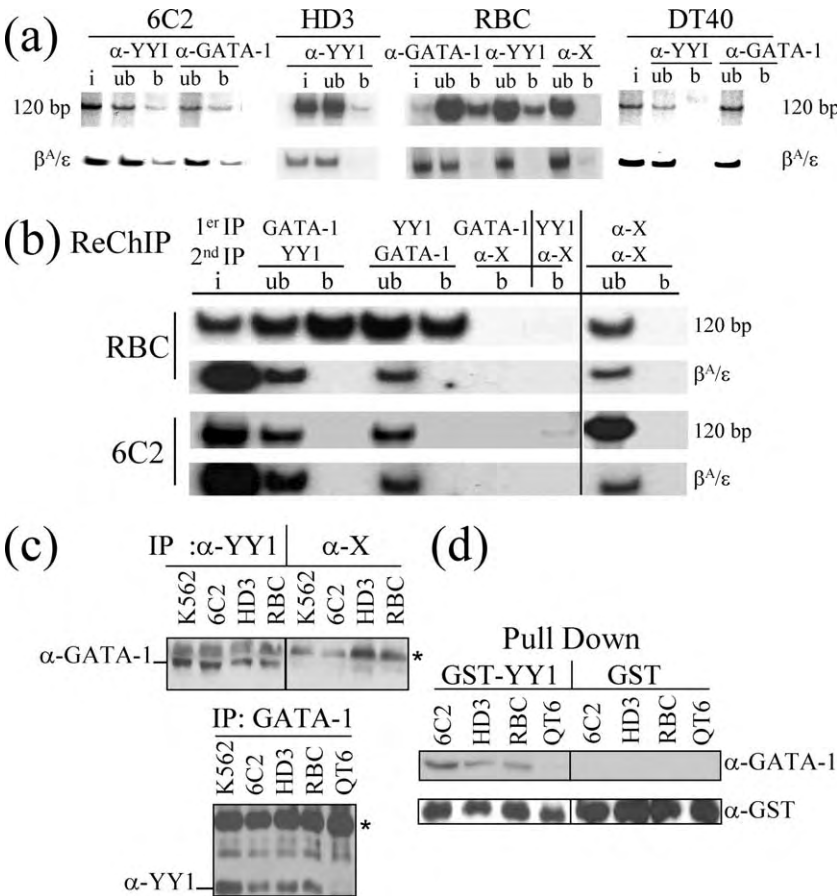 (a) 6C2 HD3 RBC DT40
α-YYI α-GATA-1 α-YY1 α-GATA-1 α-YY1 α-X α-YYI α-GATA-1
i ub b ub b i ub b i ub b ub b ub b i ub b ub b
120 bp 120 bp
βᴬ/ε βᴬ/ε
(b) ReChIP
1ᵉʳ IP GATA-1 YY1 GATA-1 YY1 α-X
2ⁿᵈ IP YY1 GATA-1 α-X α-X α-X
i ub b ub b b b ub b
RBC 120 bp
βᴬ/ε
6C2 120 bp
βᴬ/ε
(c) IP :α-YY1 α-X
K562 6C2 HD3 RBC K562 6C2 HD3 RBC
α-GATA-1 *
IP: GATA-1
K562 6C2 HD3 RBC QT6
*
α-YY1
(d) Pull Down
GST-YY1 GST
6C2 HD3 RBC QT6 6C2 HD3 RBC QT6
α-GATA-1
α-GST